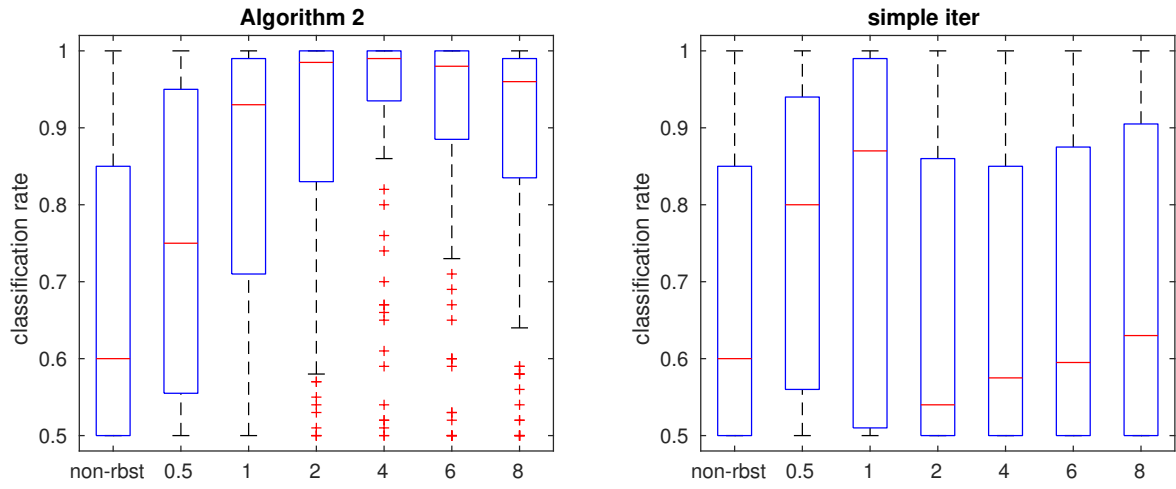 Algorithm 2
classification rate
1
0.9
0.8
0.7
0.6
0.5
non-rbst 0.5 1 2 4 6 8
simple iter
classification rate
1
0.9
0.8
0.7
0.6
0.5
non-rbst 0.5 1 2 4 6 8